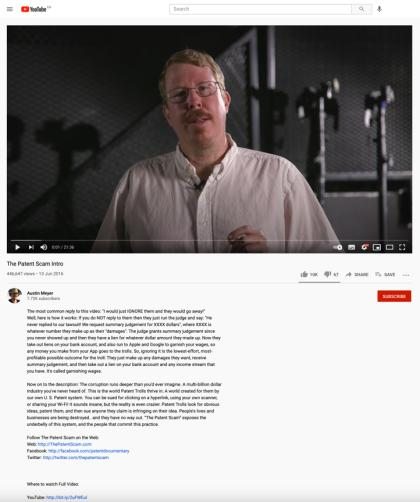 YouTube
Search
0:01 / 21:36
The Patent Scam Intro
446,647 views • 10 Jun 2016
10K
67
SHARE
SAVE
Austin Meyer
7.73K subscribers
SUBSCRIBE
The most common reply to this video: "I would just IGNORE them and they would go away!"
Well, here is how it works: If you do NOT reply to them then they just run the judge and say: "He
never replied to our lawsuit! We request summary judgement for XXXX dollars", where XXXX is
whatever number they make up as their "damages". The judge grants summary judgement since
you never showed up and then they have a lien for whatever dollar amount they made up. Now they
take out liens on your bank account, and also run to Apple and Google to garnish your wages, so
any money you make from your App goes to the trolls. So, ignoring it is the lowest-effort, most-
profitable possible outcome for the troll: They just make up any damages they want, receive
summary judgement, and then take out a lien on your bank account and any income stream that
you have. It's called garnishing wages.
Now on to the description: The corruption runs deeper than you'd ever imagine. A multi-billion dollar
industry you've never heard of. This is the world Patent Trolls thrive in: A world created for them by
our own U. S. Patent system. You can be sued for clicking on a hyperlink, using your own scanner,
or sharing your Wi-Fi! It sounds insane, but the reality is even crazier: Patent Trolls look for obvious
ideas, patent them, and then sue anyone they claim is infringing on their idea. People's lives and
businesses are being destroyed.. and they have no way out. "The Patent Scam" exposes the
underbelly of this system, and the people that commit this practice.
Follow The Patent Scam on the Web:
Web: http://ThePatentScam.com
Facebook: http://facebook.com/patentdocumentary
Twitter: http://twitter.com/thepatentscam
Where to watch Full Video:
YouTube: